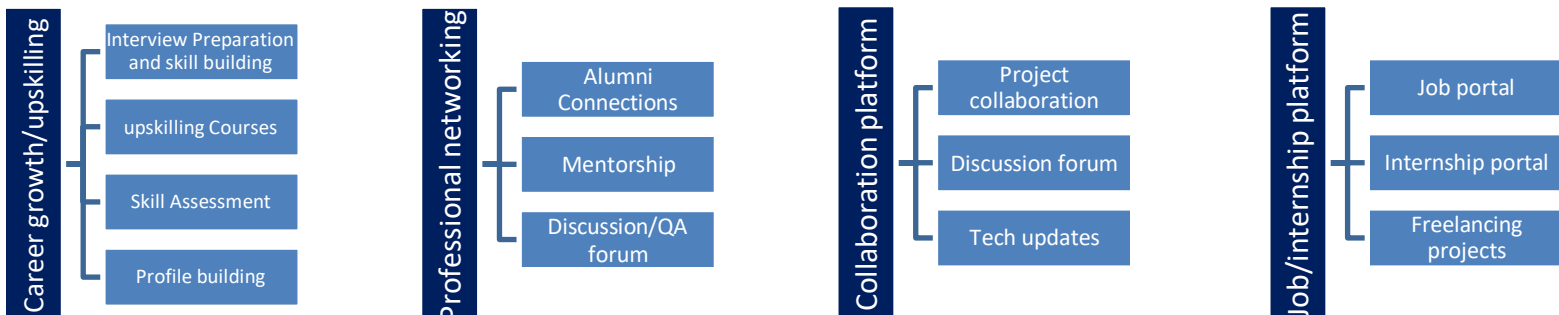 Career growth/upskilling
Interview Preparation
and skill building
upskilling Courses
Skill Assessment
Profile building
Professional networking
Alumni
Connections
Mentorship
Discussion/QA
forum
Collaboration platform
Project
collaboration
Discussion forum
Tech updates
Job/internship platform
Job portal
Internship portal
Freelancing
projects